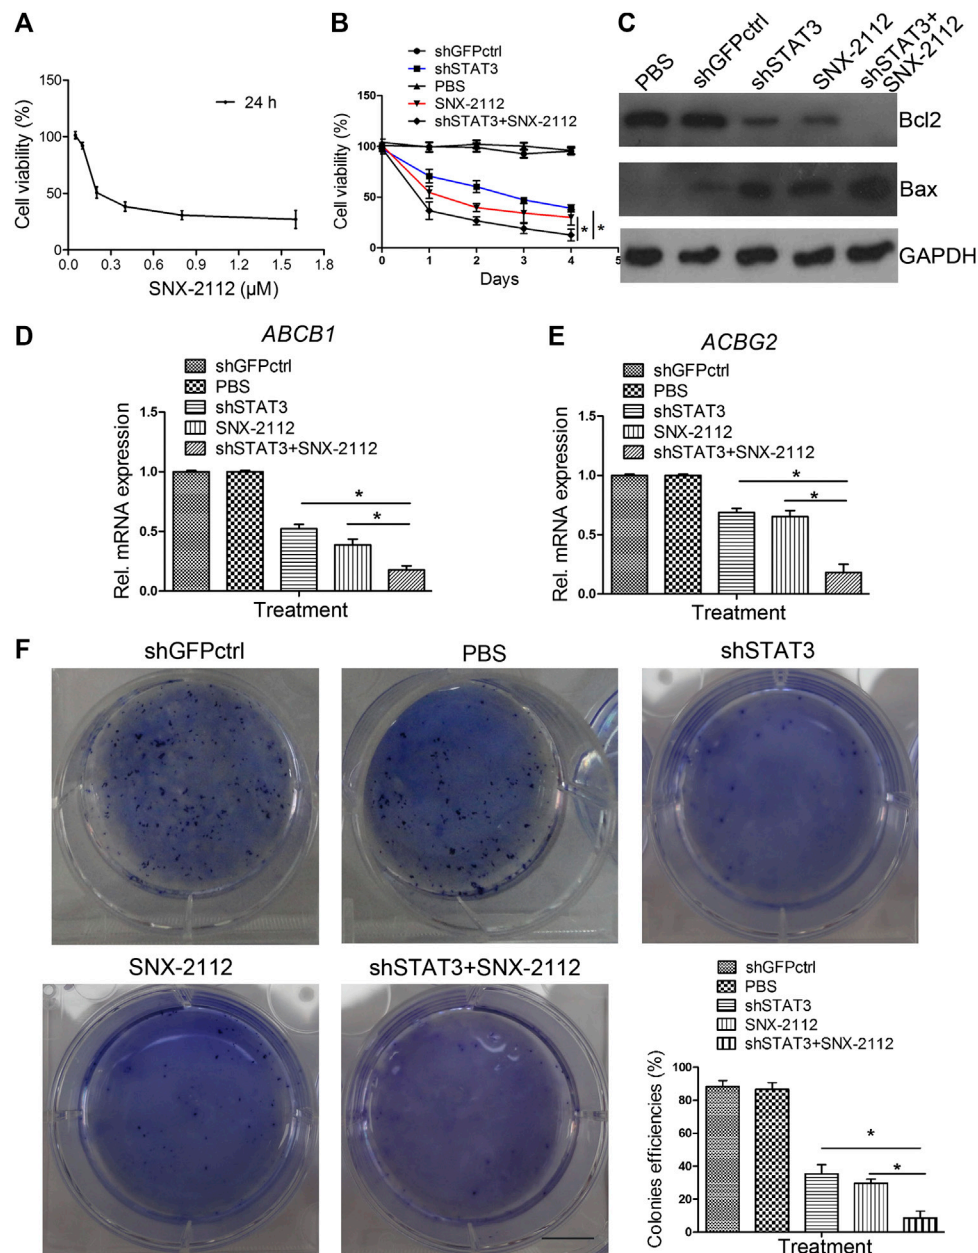 A
Cell viability (%)
150
100
50
0
24 h
0.0
0.3
0.6
0.9
1.2
1.5
1.8
SNX-2112 (µM)
B
shGFPctrl
shSTAT3
PBS
SNX-2112
shSTAT3+SNX-2112
Cell viability (%)
150
100
50
0
* *
0
1
2
3
4
5
Days
C
PBS
shGFPctrl
shSTAT3
SNX-2112
shSTAT3+
SNX-2112
Bcl2
Bax
GAPDH
D
ABCB1
shGFPctrl
PBS
shSTAT3
SNX-2112
shSTAT3+SNX-2112
Rel. mRNA expression
1.5
1.0
0.5
0.0
*
*
Treatment
E
ACBG2
shGFPctrl
PBS
shSTAT3
SNX-2112
shSTAT3+SNX-2112
Rel. mRNA expression
1.5
1.0
0.5
0.0
*
*
Treatment
F
shGFPctrl
PBS
shSTAT3
SNX-2112
shSTAT3+SNX-2112
shGFPctrl
PBS
shSTAT3
SNX-2112
shSTAT3+SNX-2112
Colonies efficiencies (%)
100
80
60
40
20
0
*
*
Treatment